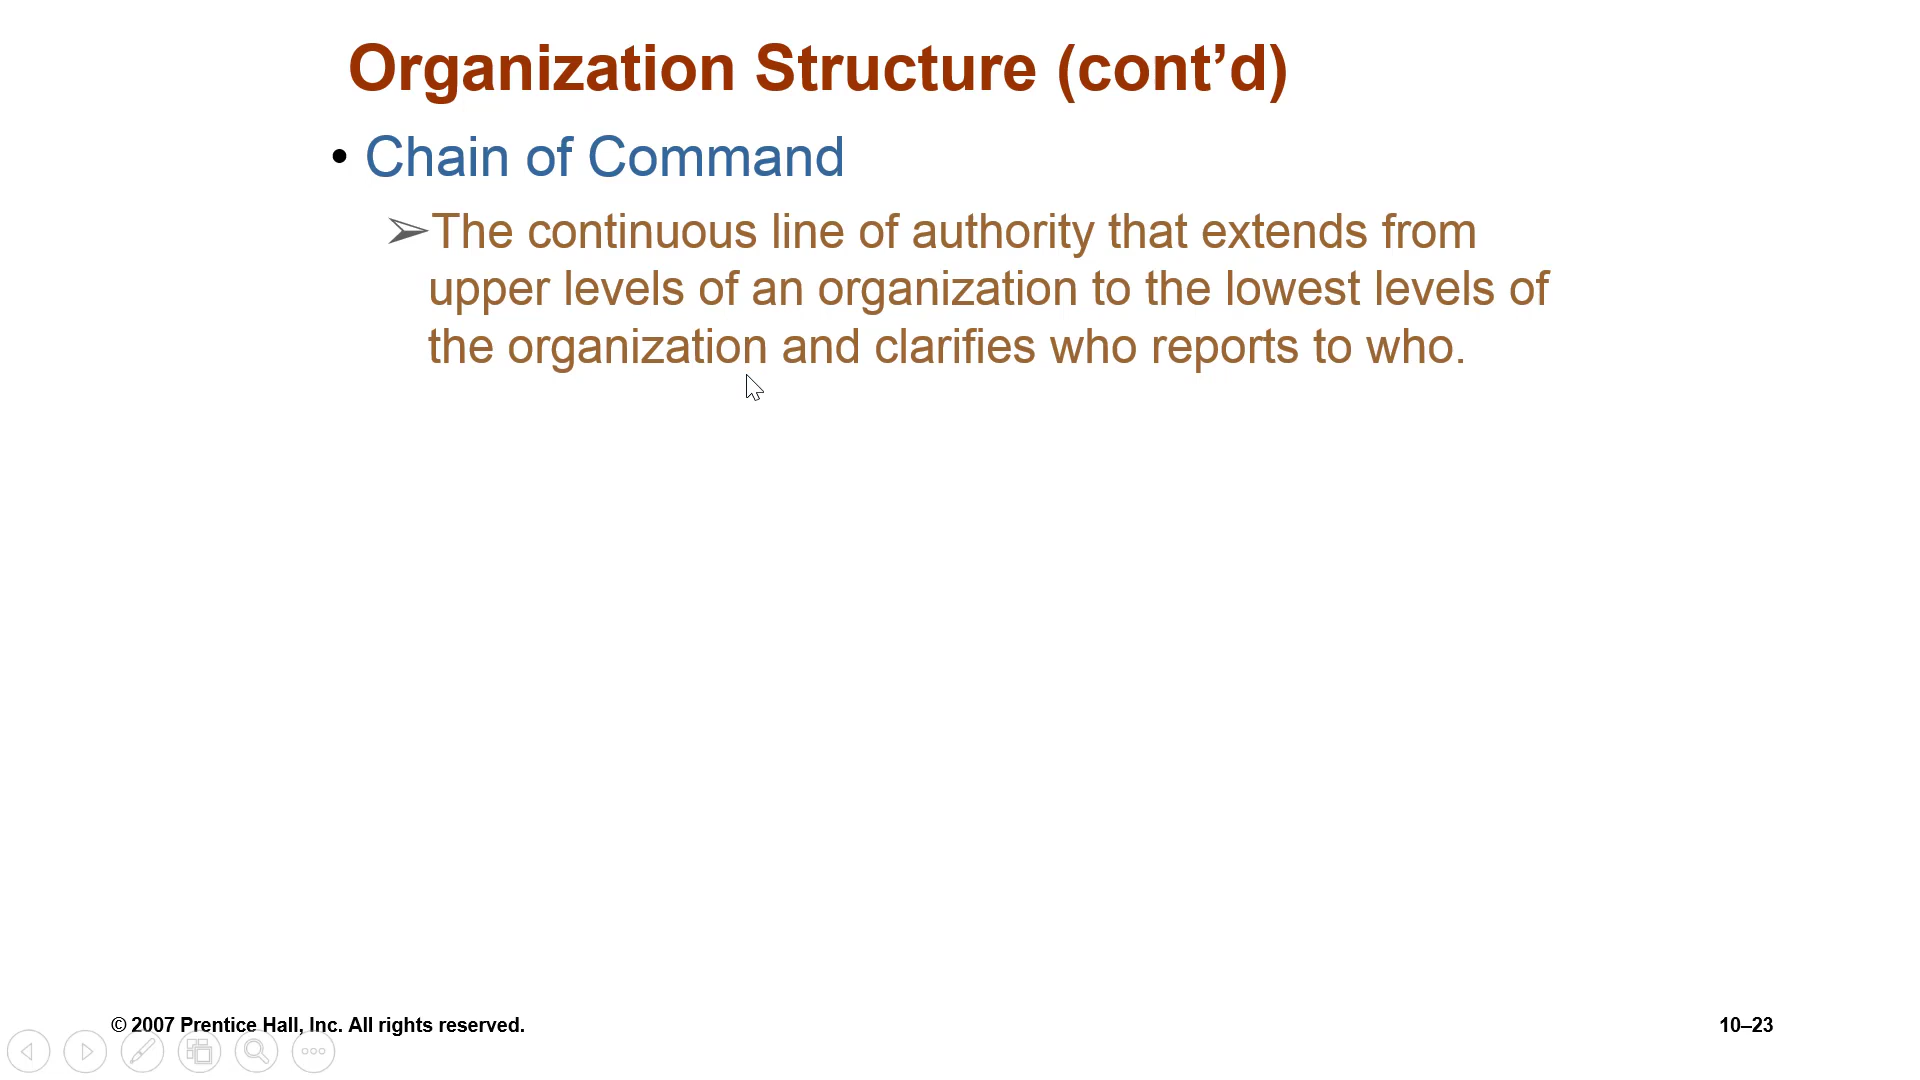 Organization Structure (cont’d)
• Chain of Command
➢The continuous line of authority that extends from
upper levels of an organization to the lowest levels of
the organization and clarifies who reports to who.
© 2007 Prentice Hall, Inc. All rights reserved.
10–23